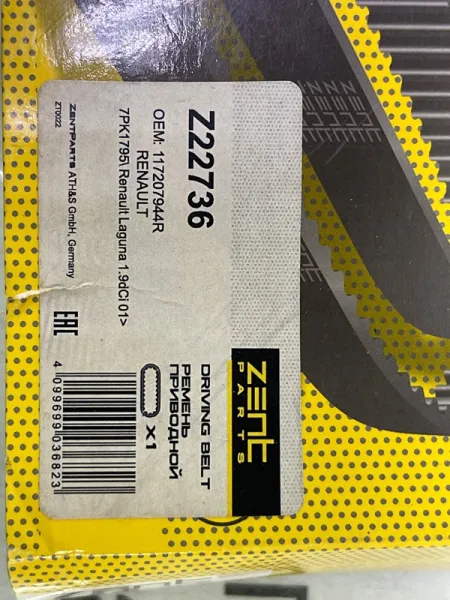 Z22736
OEM: 117207944R
RENAULT
7PK1795\ Renault Laguna 1.9dCi 01>
ZENTPARTS ATH&S GmbH, Germany
ZT0022
zent
PARTS
DRIVING BELT
РЕМЕНЬ
ПРИВОДНОЙ
x1
EAC
4 099699 036823